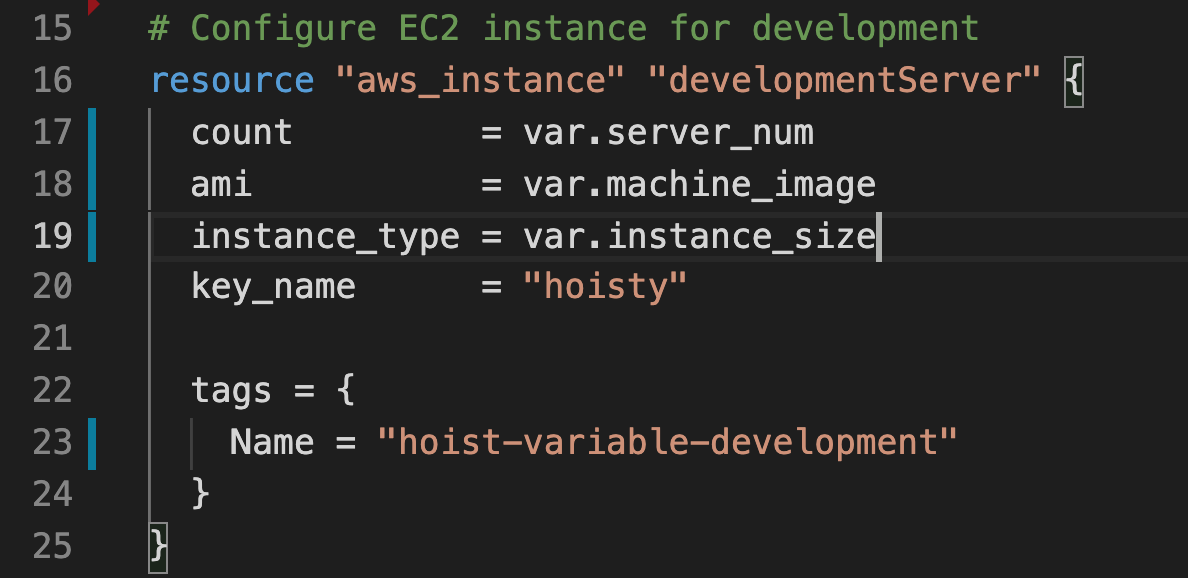 15 # Configure EC2 instance for development
16 resource "aws_instance" "developmentServer" {
17   count         = var.server_num
18   ami           = var.machine_image
19   instance_type = var.instance_size
20   key_name      = "hoisty"
21
22   tags = {
23     Name = "hoist-variable-development"
24   }
25 }